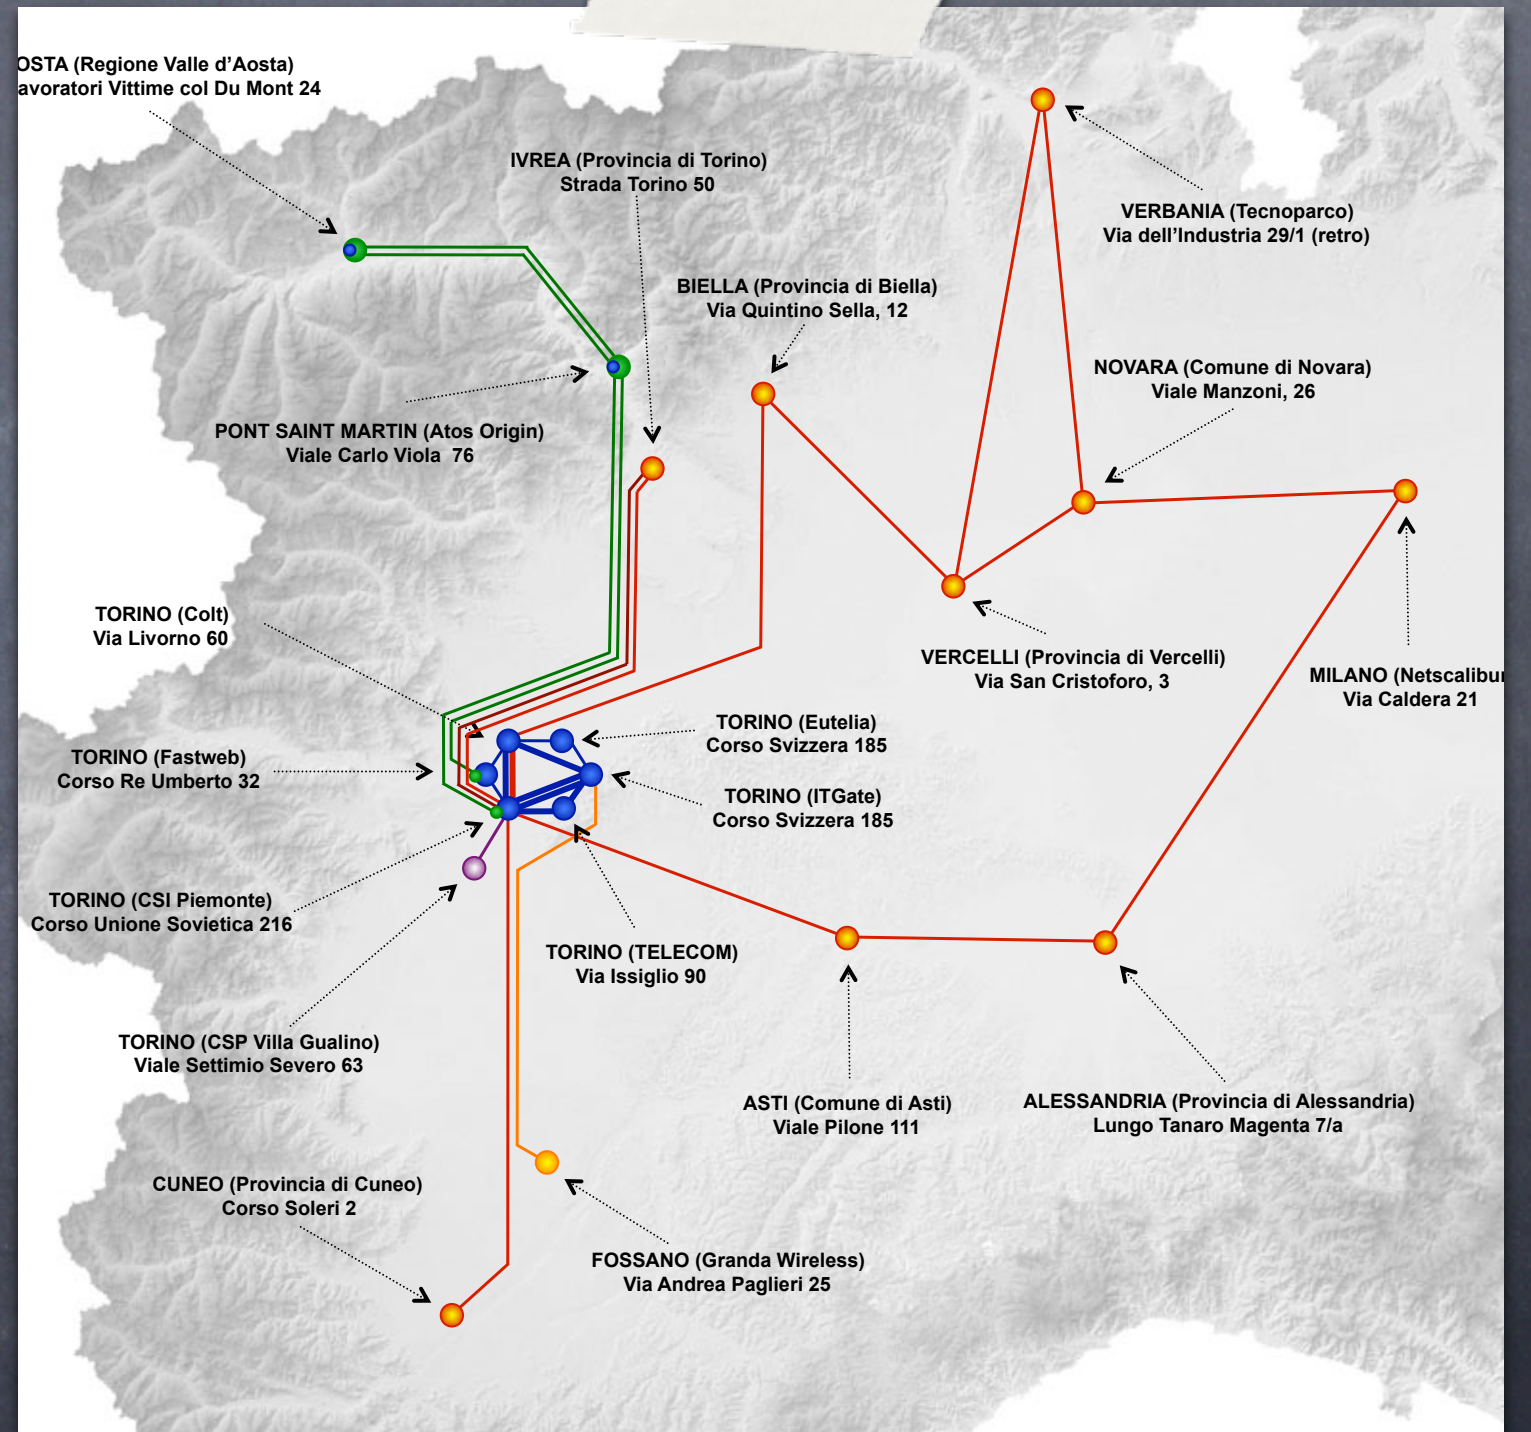 OSTA (Regione Valle d’Aosta)
avoratori Vittime col Du Mont 24
IVREA (Provincia di Torino)
Strada Torino 50
VERBANIA (Tecnoparco)
Via dell’Industria 29/1 (retro)
BIELLA (Provincia di Biella)
Via Quintino Sella, 12
NOVARA (Comune di Novara)
Viale Manzoni, 26
PONT SAINT MARTIN (Atos Origin)
Viale Carlo Viola 76
TORINO (Colt)
Via Livorno 60
VERCELLI (Provincia di Vercelli)
Via San Cristoforo, 3
MILANO (Netscalibur
Via Caldera 21
TORINO (Eutelia)
Corso Svizzera 185
TORINO (Fastweb)
Corso Re Umberto 32
TORINO (ITGate)
Corso Svizzera 185
TORINO (CSI Piemonte)
Corso Unione Sovietica 216
TORINO (TELECOM)
Via Issiglio 90
TORINO (CSP Villa Gualino)
Viale Settimio Severo 63
ASTI (Comune di Asti)
Viale Pilone 111
ALESSANDRIA (Provincia di Alessandria)
Lungo Tanaro Magenta 7/a
CUNEO (Provincia di Cuneo)
Corso Soleri 2
FOSSANO (Granda Wireless)
Via Andrea Paglieri 25